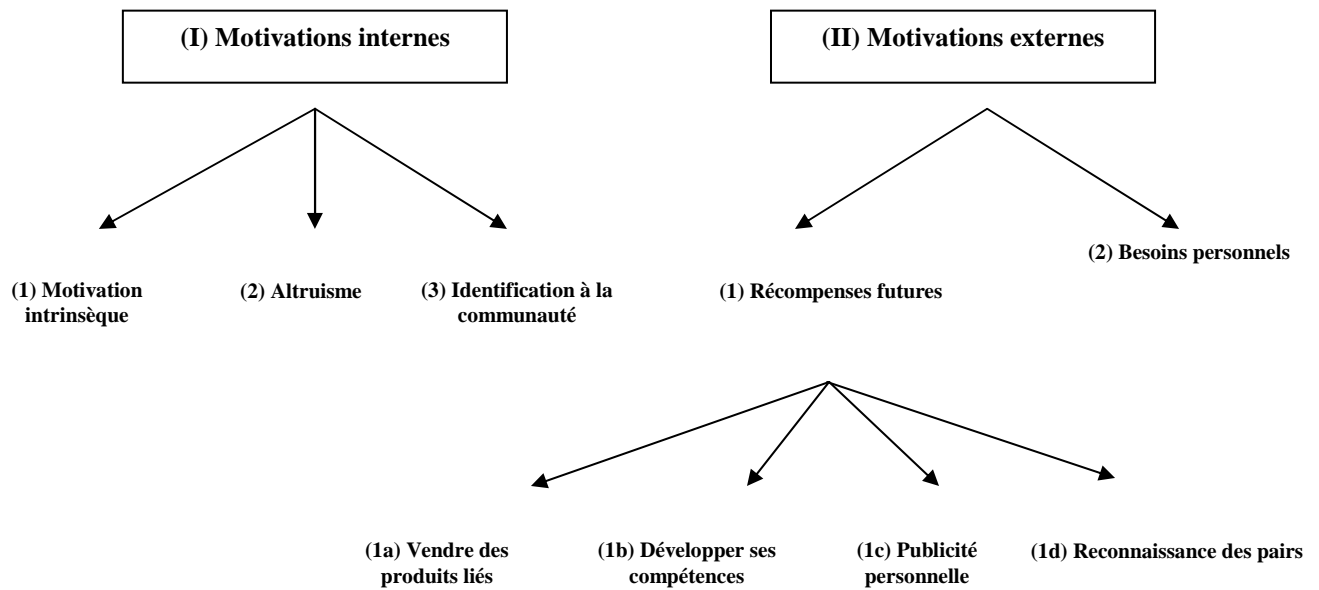 (I) Motivations internes
(II) Motivations externes
(2) Besoins personnels
(1) Motivation
intrinsèque
(2) Altruisme
(3) Identification à la
communauté
(1) Récompenses futures
(1a) Vendre des
produits liés
(1b) Développer ses
compétences
(1c) Publicité
personnelle
(1d) Reconnaissance des pairs